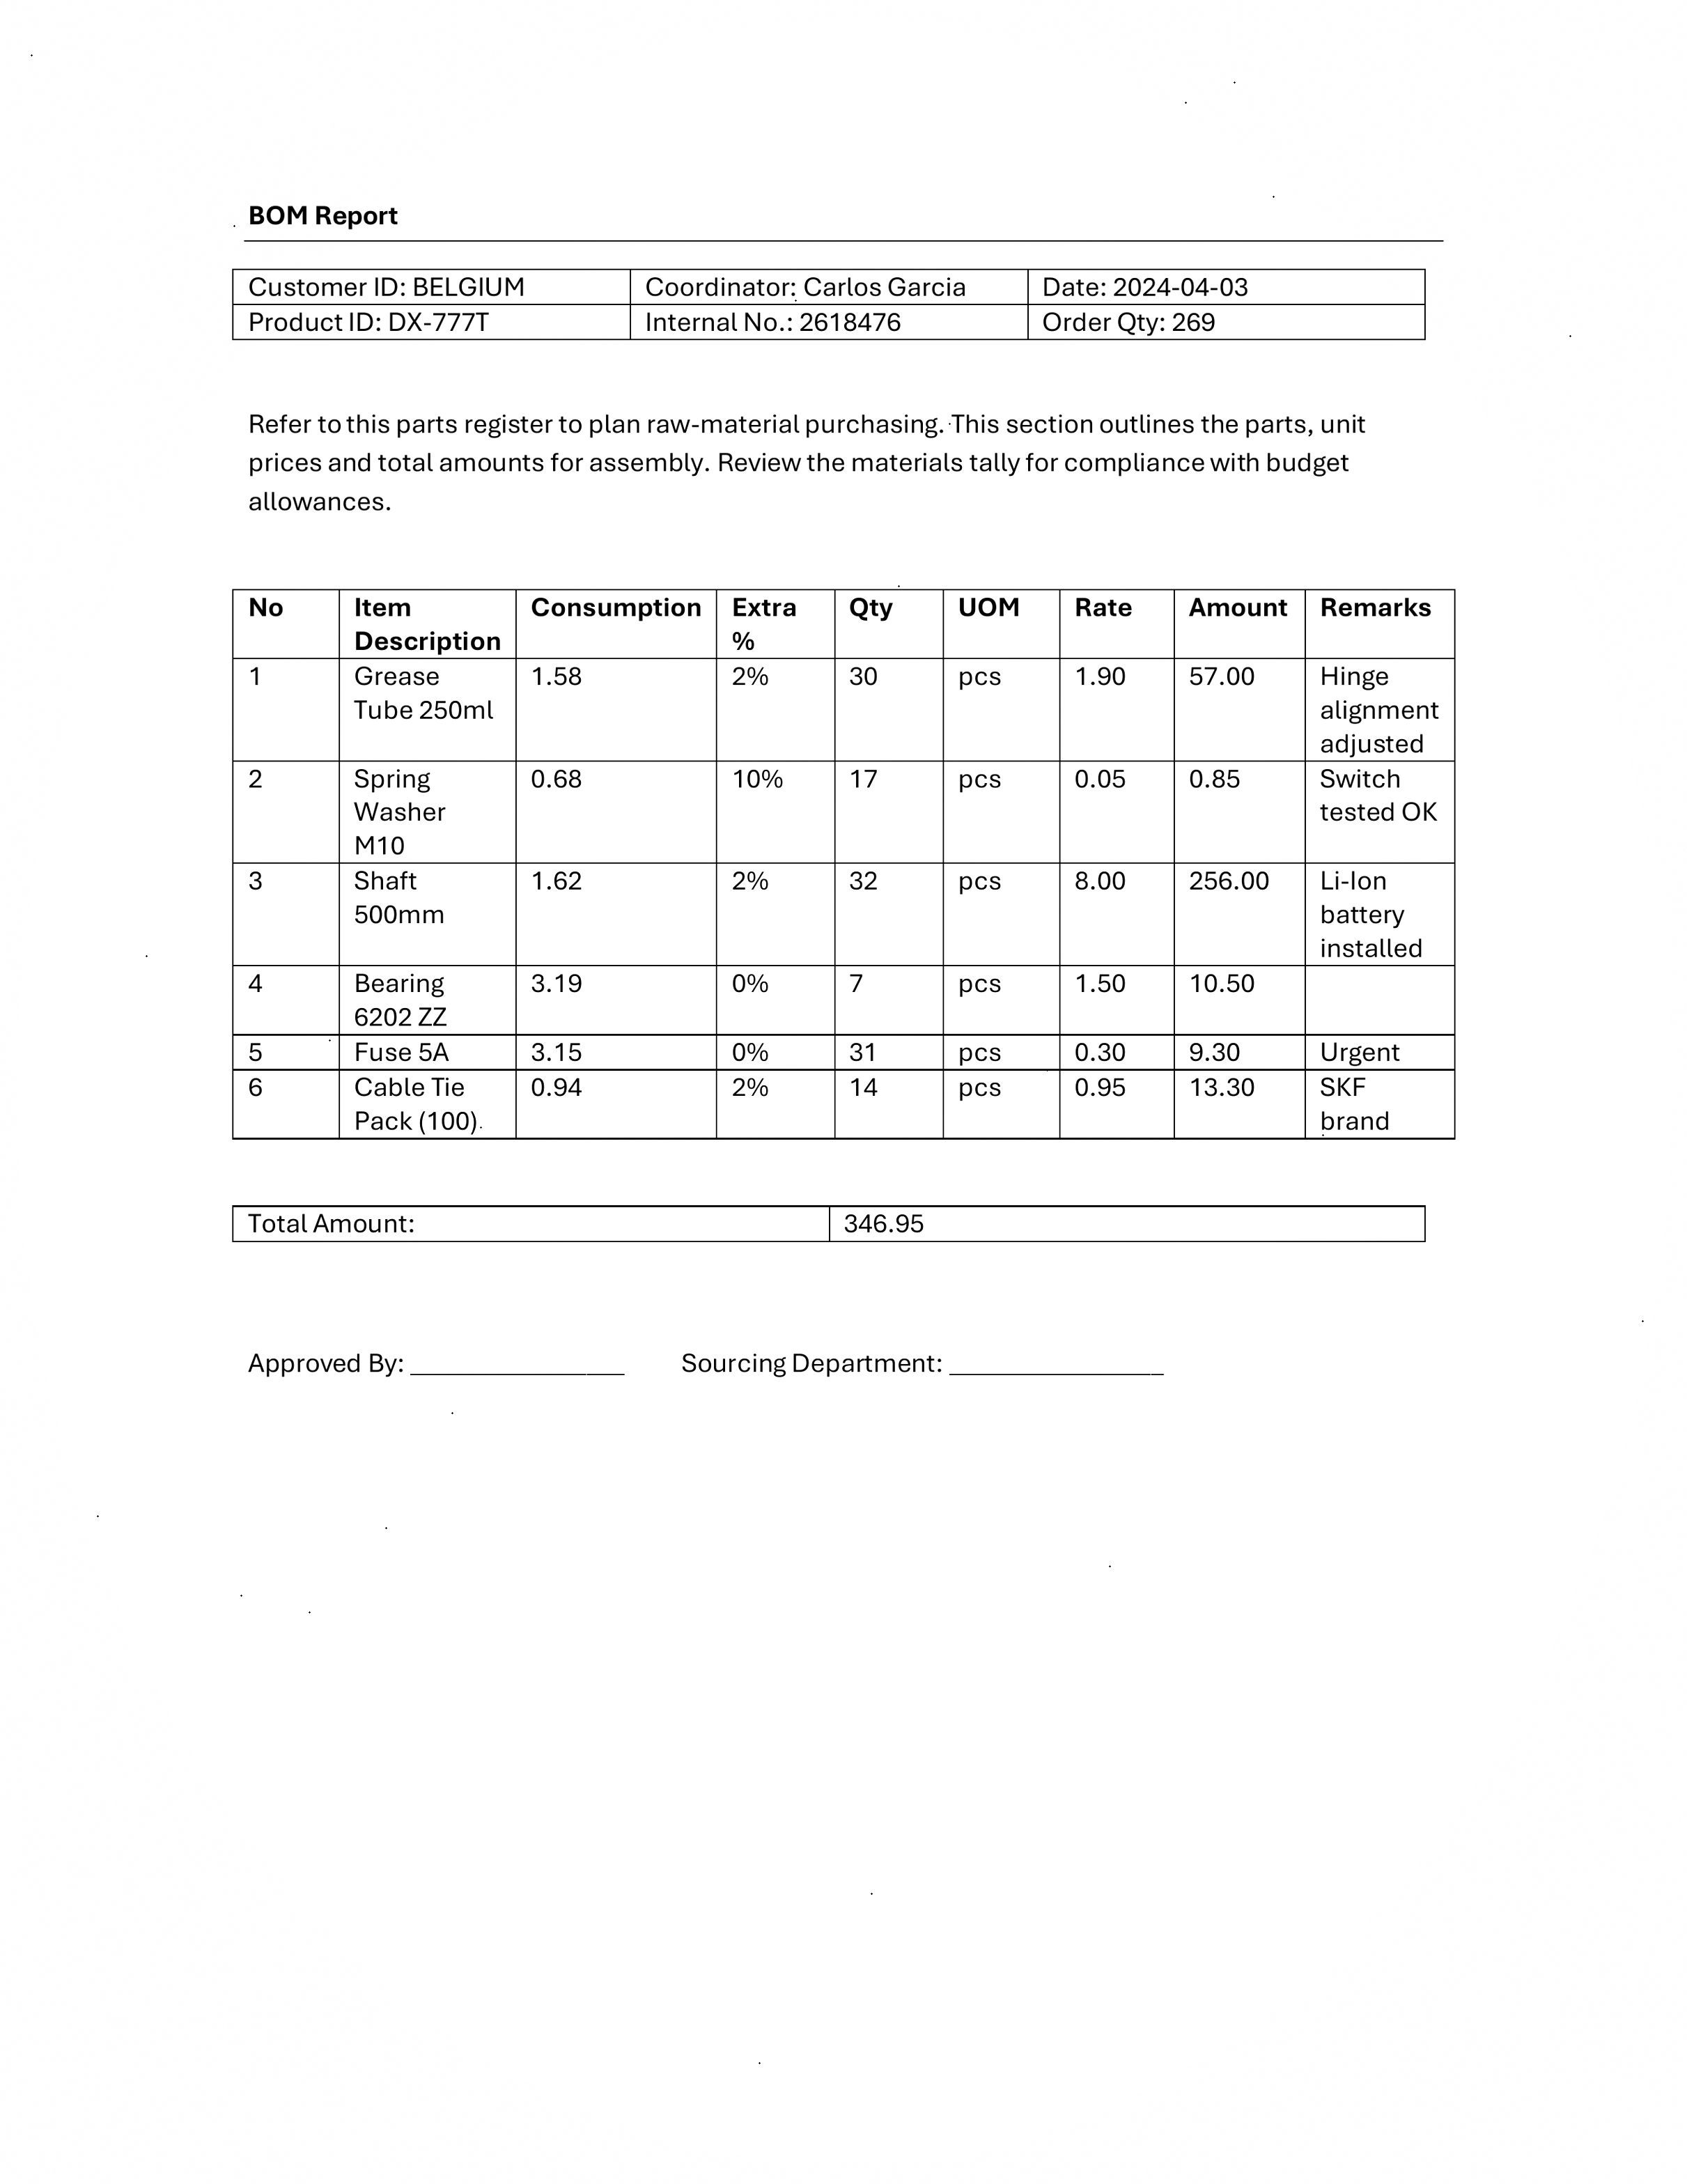 BOM Report
Customer ID: BELGIUM Coordinator: Carlos Garcia Date: 2024-04-03
Product ID: DX-777T Internal No.: 2618476 Order Qty: 269
Refer to this parts register to plan raw-material purchasing. This section outlines the parts, unit
prices and total amounts for assembly. Review the materials tally for compliance with budget
allowances.
No Item Consumption Extra Qty UOM Rate Amount Remarks
Description %
1 Grease 1.58 2% 30 pcs 1.90 57.00 Hinge
Tube 250ml alignment
adjusted
2 Spring 0.68 10% 17 pcs 0.05 0.85 Switch
Washer tested OK
M10
3 Shaft 1.62 2% 32 pcs 8.00 256.00 Li-Ion
500mm battery
installed
4 Bearing 3.19 0% 7 pcs 1.50 10.50
6202 ZZ
5 Fuse 5A 3.15 0% 31 pcs 0.30 9.30 Urgent
6 Cable Tie 0.94 2% 14 pcs 0.95 13.30 SKF
Pack (100) brand
Total Amount: 346.95
Approved By: ________________ Sourcing Department: ________________